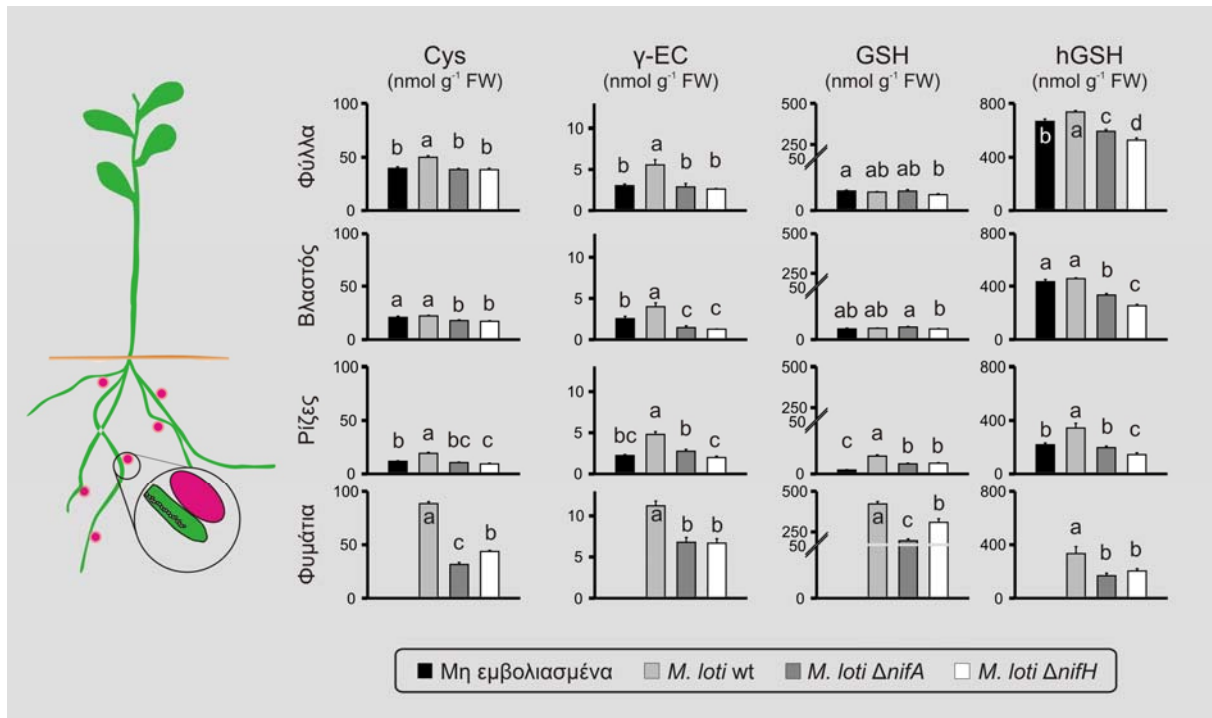 Cys γ-EC GSH hGSH
(nmol g⁻¹ FW) (nmol g⁻¹ FW) (nmol g⁻¹ FW) (nmol g⁻¹ FW)
Φύλλα
100 50 0
b a b b
10 5 0
b a b b
500 250 50 0
a ab ab b
800 400 0
b a c d
Βλαστός
100 50 0
a a b b
10 5 0
b a c c
500 250 50 0
ab ab a b
800 400 0
a a b c
Ρίζες
100 50 0
b a bc c
10 5 0
bc a b c
500 250 50 0
c a b b
800 400 0
b a b c
Φυμάτια
100 50 0
a c b
10 5 0
a b b
500 250 50 0
a c b
800 400 0
a b b
Μη εμβολιασμένα M. loti wt M. loti ΔnifA M. loti ΔnifH